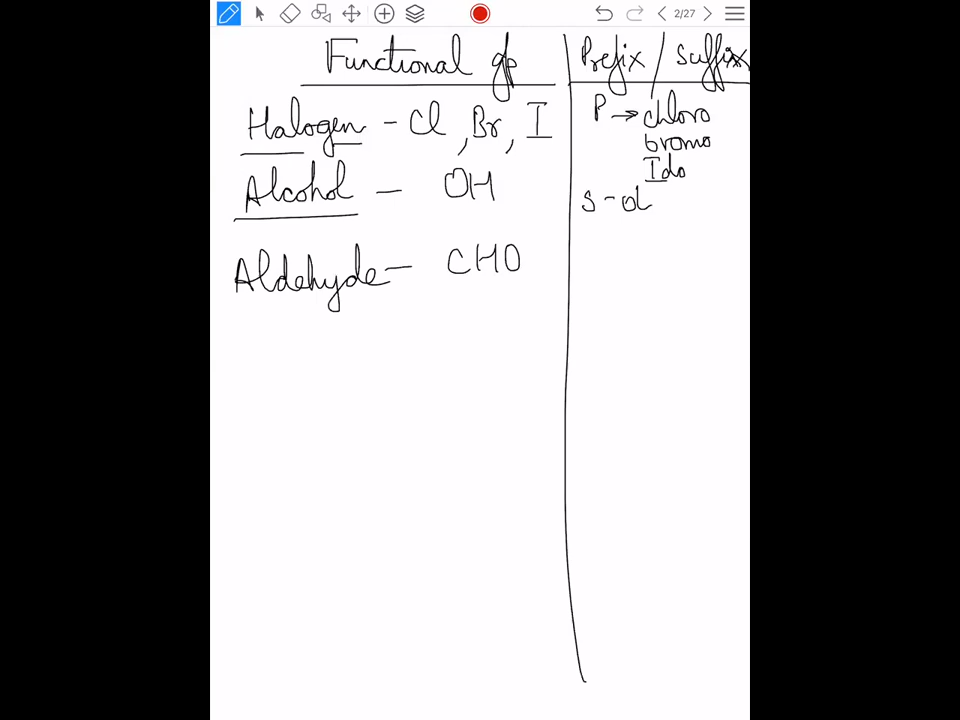 2/27
Functional gp Prefix / Suffix
Halogen - Cl, Br, I P → chloro
bromo
Ido
Alcohol - OH S - ol
Aldehyde - CHO